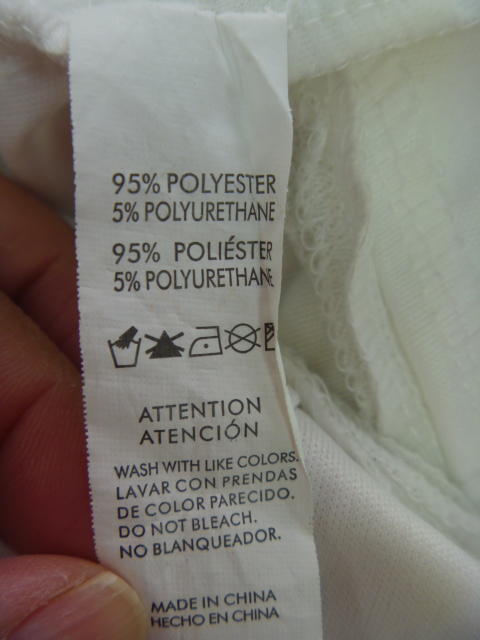 95% POLYESTER
5% POLYURETHANE
95% POLIÉSTER
5% POLYURETHANE
ATTENTION
ATENCIÓN
WASH WITH LIKE COLORS.
LAVAR CON PRENDAS
DE COLOR PARECIDO.
DO NOT BLEACH.
NO BLANQUEADOR.
MADE IN CHINA
HECHO EN CHINA